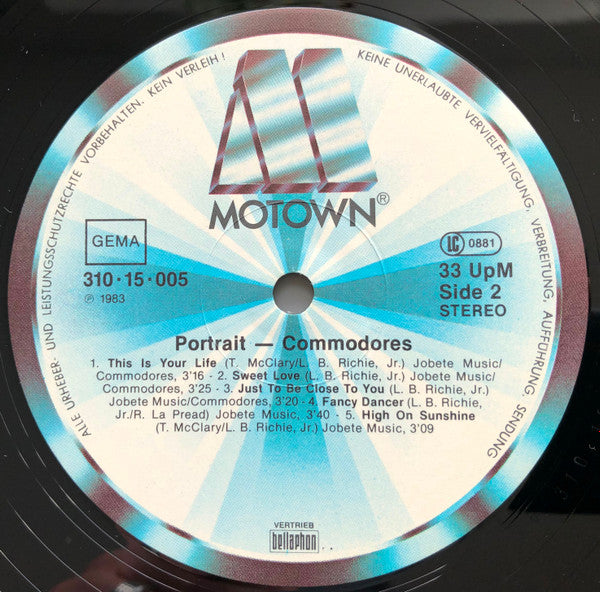 ALLE URHEBER- UND LEISTUNGSSCHUTZRECHTE VORBEHALTEN. KEIN VERLEIH! KEINE UNERLAUBTE VERVIELFÄLTIGUNG, VERBREITUNG, AUFFÜHRUNG, SENDUNG
MOTOWN®
GEMA
310·15·005
℗ 1983
LC 0881
33 UpM
Side 2
STEREO
Portrait — Commodores
1. This Is Your Life (T. McClary/L. B. Richie, Jr.) Jobete Music/
Commodores, 3'16 - 2. Sweet Love (L. B. Richie, Jr.) Jobete Music/
Commodores, 3'25 - 3. Just To Be Close To You (L. B. Richie, Jr.)
Jobete Music/Commodores, 3'20 - 4. Fancy Dancer (L. B. Richie,
Jr./R. La Pread) Jobete Music, 3'40 - 5. High On Sunshine
(T. McClary/L. B. Richie, Jr.) Jobete Music, 3'09
VERTRIEB
bellaphon